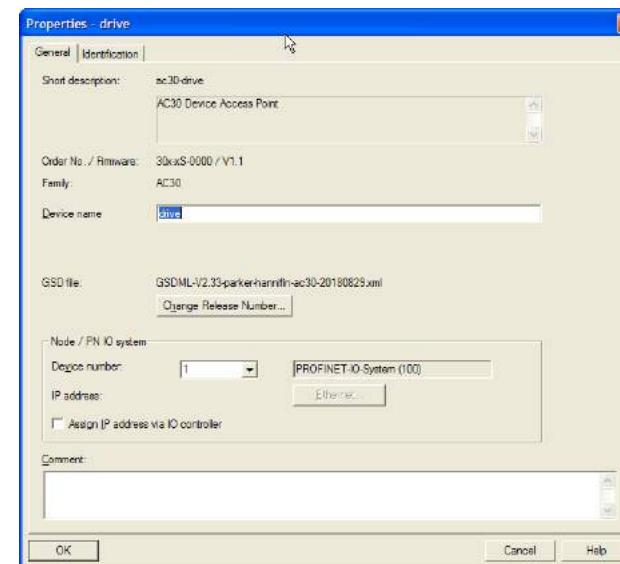 Properties - drive
General Identification
Short description: ac30-drive
AC30 Device Access Point
Order No. / Firmware: 30x-xS-0000 / V1.1
Family: AC30
Device name drive
GSD file: GSDML-V2.33-parker-hannifin-ac30-20180829.xml
Change Release Number...
Node / PN IO system
Device number: 1 PROFINET-IO-System (100)
IP address: Ethernet...
Assign IP address via IO controller
Comment:
OK Cancel Help